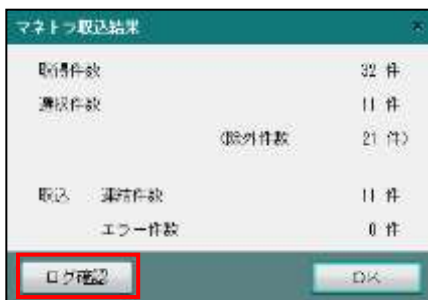 マネトラ取込結果
取得件数 32 件
選択件数 11 件
(除外件数 21 件)
取込 連結件数 11 件
エラー件数 0 件
ログ確認 OK